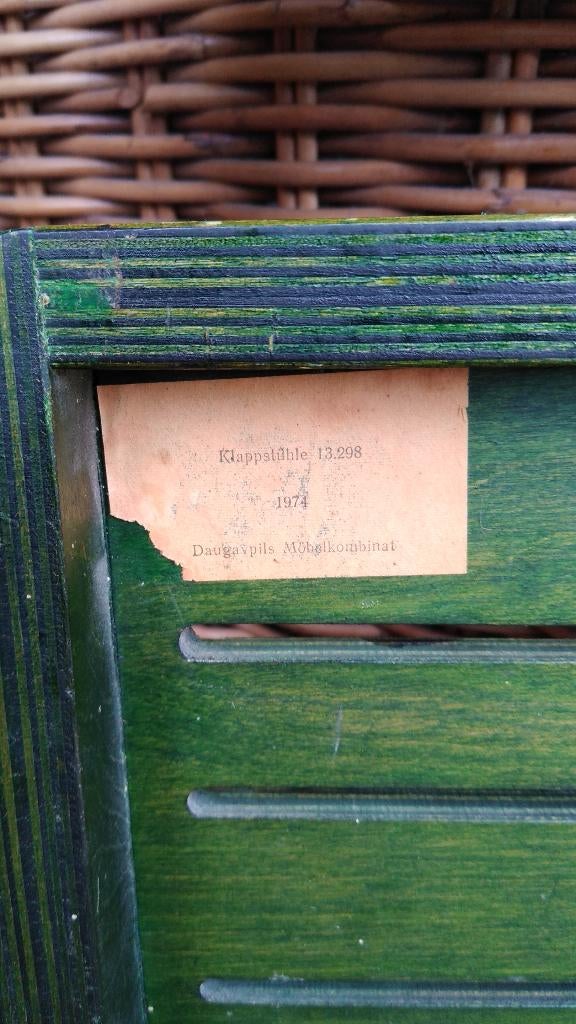 Klappstühle 13.298
1974
Daugavpils Möbelkombinat